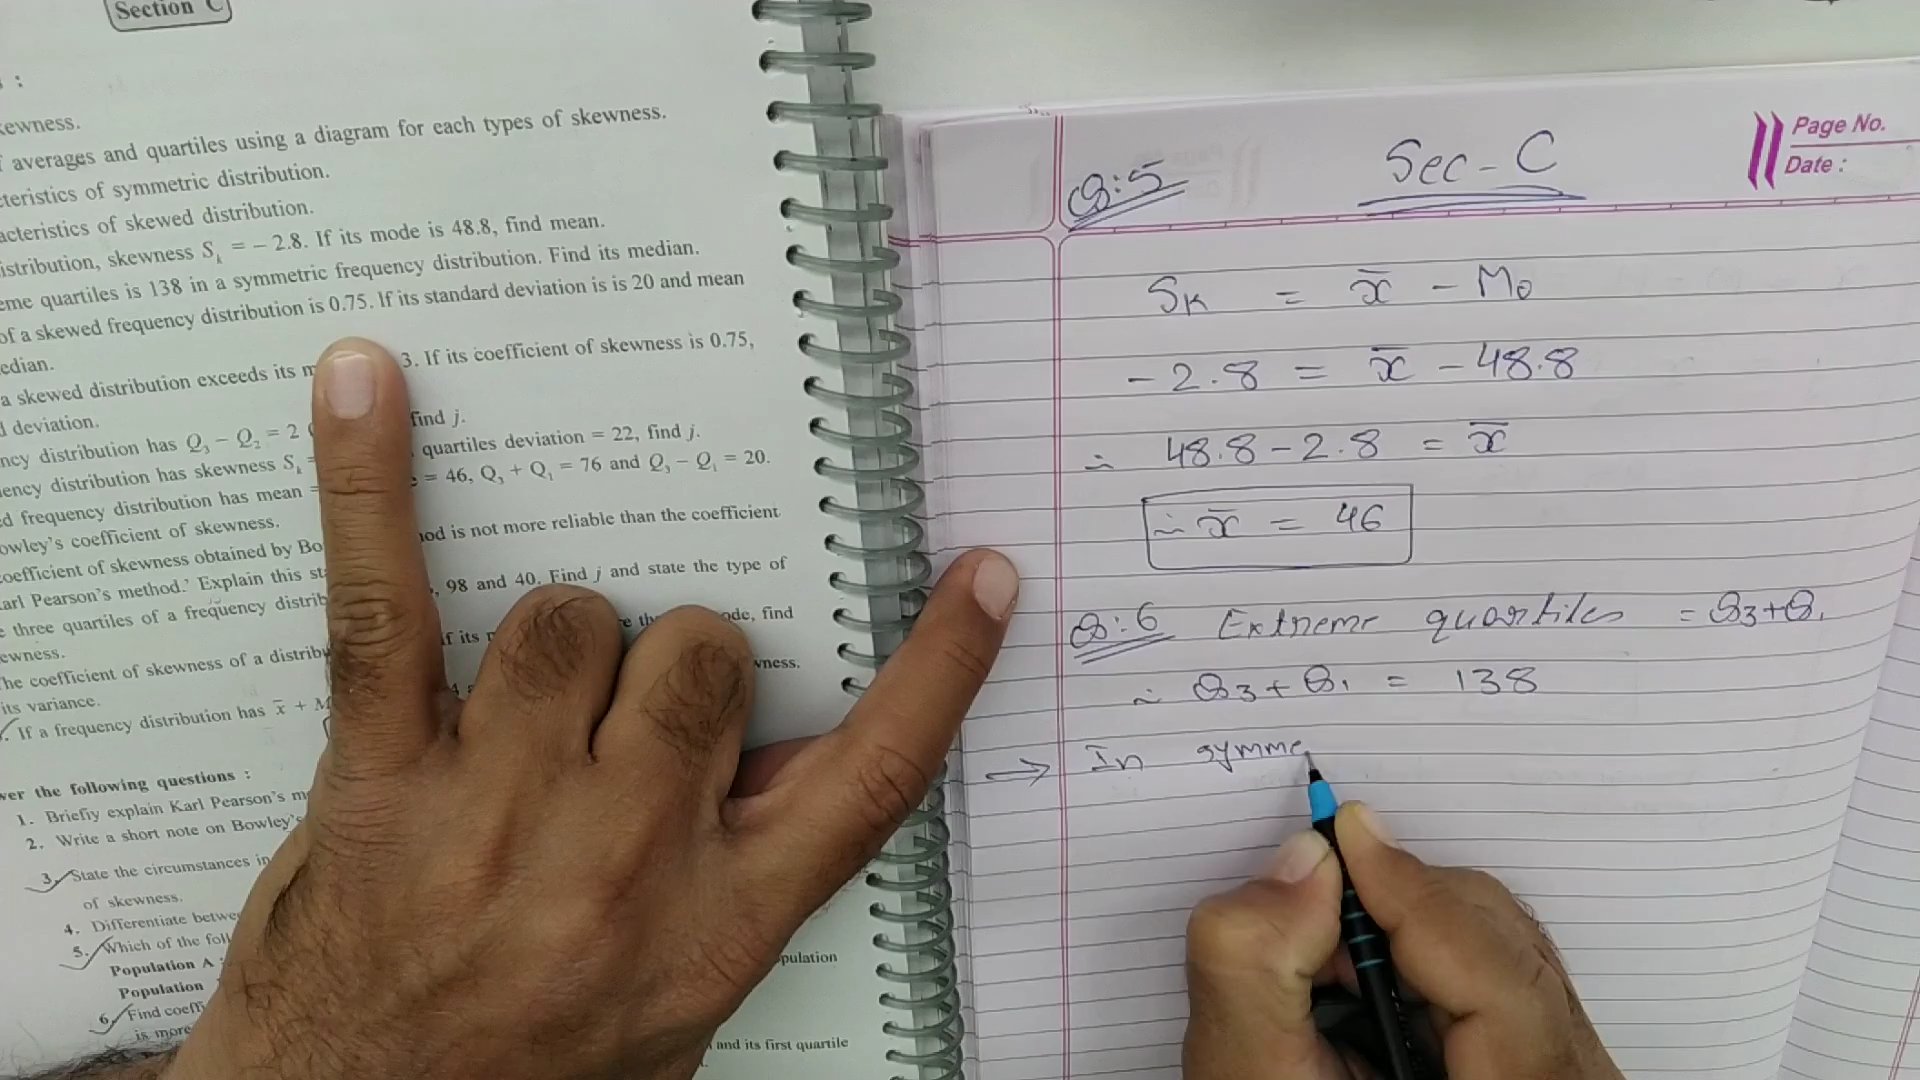 Section C
:
kewness.
f averages and quartiles using a diagram for each types of skewness.
cteristics of symmetric distribution.
acteristics of skewed distribution.
istribution, skewness Sk = – 2.8. If its mode is 48.8, find mean.
eme quartiles is 138 in a symmetric frequency distribution. Find its median.
of a skewed frequency distribution is 0.75. If its standard deviation is is 20 and mean
edian.
a skewed distribution exceeds its m 3. If its coefficient of skewness is 0.75,
d deviation.
ncy distribution has Q3 – Q2 = 2 find j.
ency distribution has skewness Sk = quartiles deviation = 22, find j.
d frequency distribution has mean = = 46, Q3 + Q1 = 76 and Q3 – Q1 = 20.
owley's coefficient of skewness.
coefficient of skewness obtained by Bo hod is not more reliable than the coefficient
arl Pearson's method.' Explain this st
e three quartiles of a frequency distrib , 98 and 40. Find j and state the type of
ewness.
he coefficient of skewness of a distrib if its ode, find
its variance.
. If a frequency distribution has x̄ + M wness.
wer the following questions :
1. Briefiy explain Karl Pearson's m
2. Write a short note on Bowley's
3. State the circumstances in
of skewness.
4. Differentiate betwe
5. Which of the foll
Population A : pulation
Population
6. Find coeff
is more
and its first quartile
Page No.
Date :
Q:5 Sec - C
Sk = x̄ - Mo
-2.8 = x̄ - 48.8
∴ 48.8 - 2.8 = x̄
∴ x̄ = 46
Q:6 Extreme quartiles = Q3+Q1
∴ Q3+Q1 = 138
→ In symme